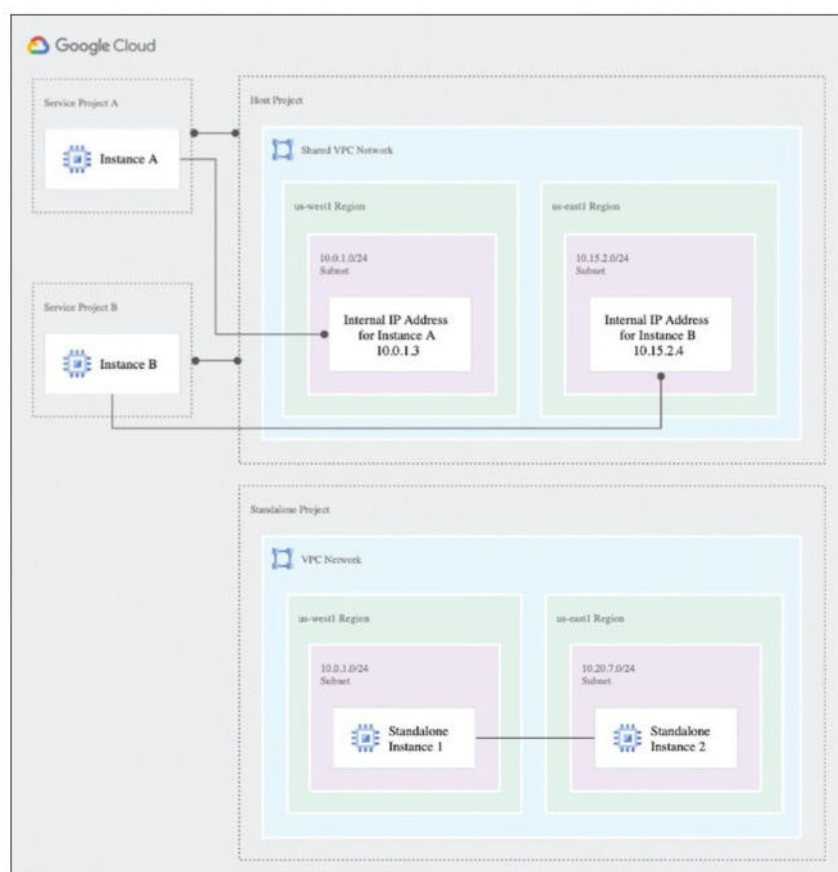 Google Cloud
Service Project A
Instance A
Service Project B
Instance B
Host Project
Shared VPC Network
us-west1 Region
10.0.1.0/24
Subnet
Internal IP Address
for Instance A
10.0.1.3
us-east1 Region
10.15.2.0/24
Subnet
Internal IP Address
for Instance B
10.15.2.4
Standalone Project
VPC Network
us-west1 Region
10.0.1.0/24
Subnet
Standalone
Instance 1
us-east1 Region
10.20.7.0/24
Subnet
Standalone
Instance 2